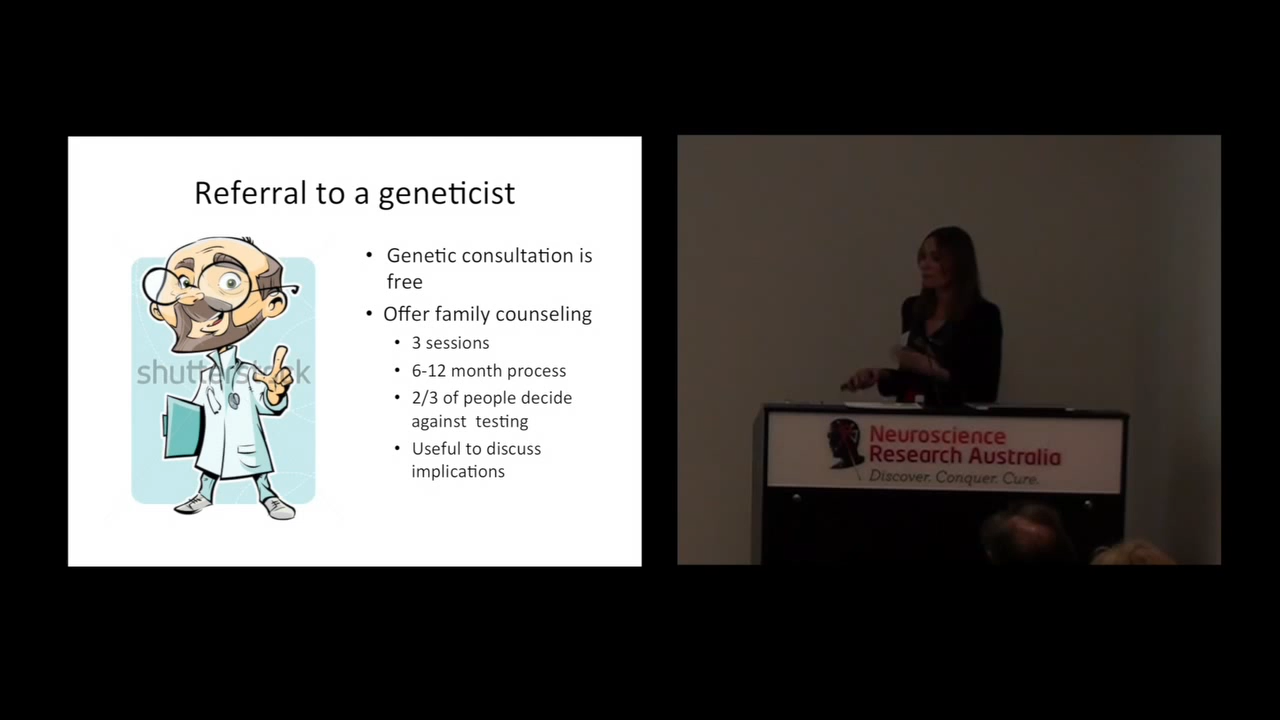 Referral to a geneticist
• Genetic consultation is
free
• Offer family counseling
• 3 sessions
• 6-12 month process
• 2/3 of people decide
against testing
• Useful to discuss
implications
shutterstock
Neuroscience
Research Australia
Discover. Conquer. Cure.